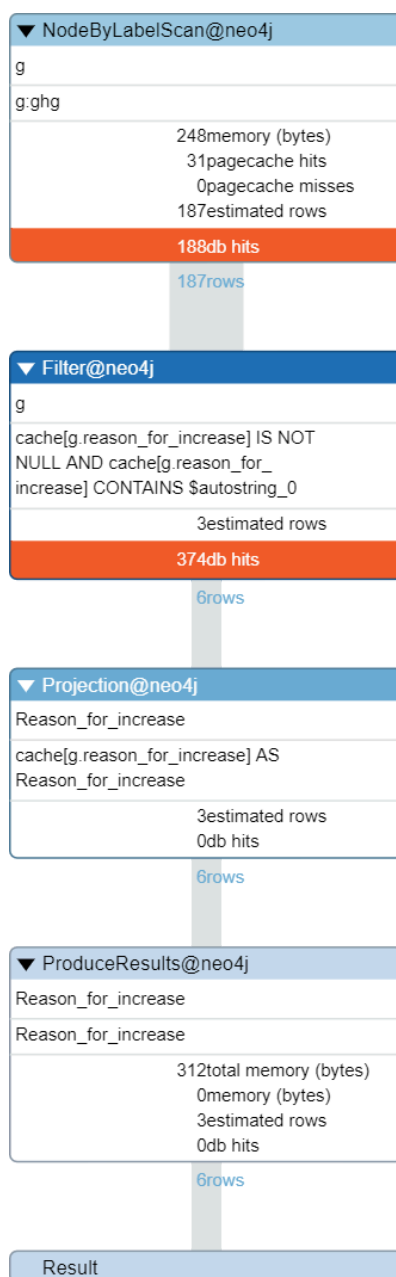 NodeByLabelScan@neo4j
g
g:ghg
248memory (bytes)
31pagecache hits
0pagecache misses
187estimated rows
188db hits
187rows
Filter@neo4j
g
cache[g.reason_for_increase] IS NOT
NULL AND cache[g.reason_for_
increase] CONTAINS $autostring_0
3estimated rows
374db hits
6rows
Projection@neo4j
Reason_for_increase
cache[g.reason_for_increase] AS
Reason_for_increase
3estimated rows
0db hits
6rows
ProduceResults@neo4j
Reason_for_increase
Reason_for_increase
312total memory (bytes)
0memory (bytes)
3estimated rows
0db hits
6rows
Result